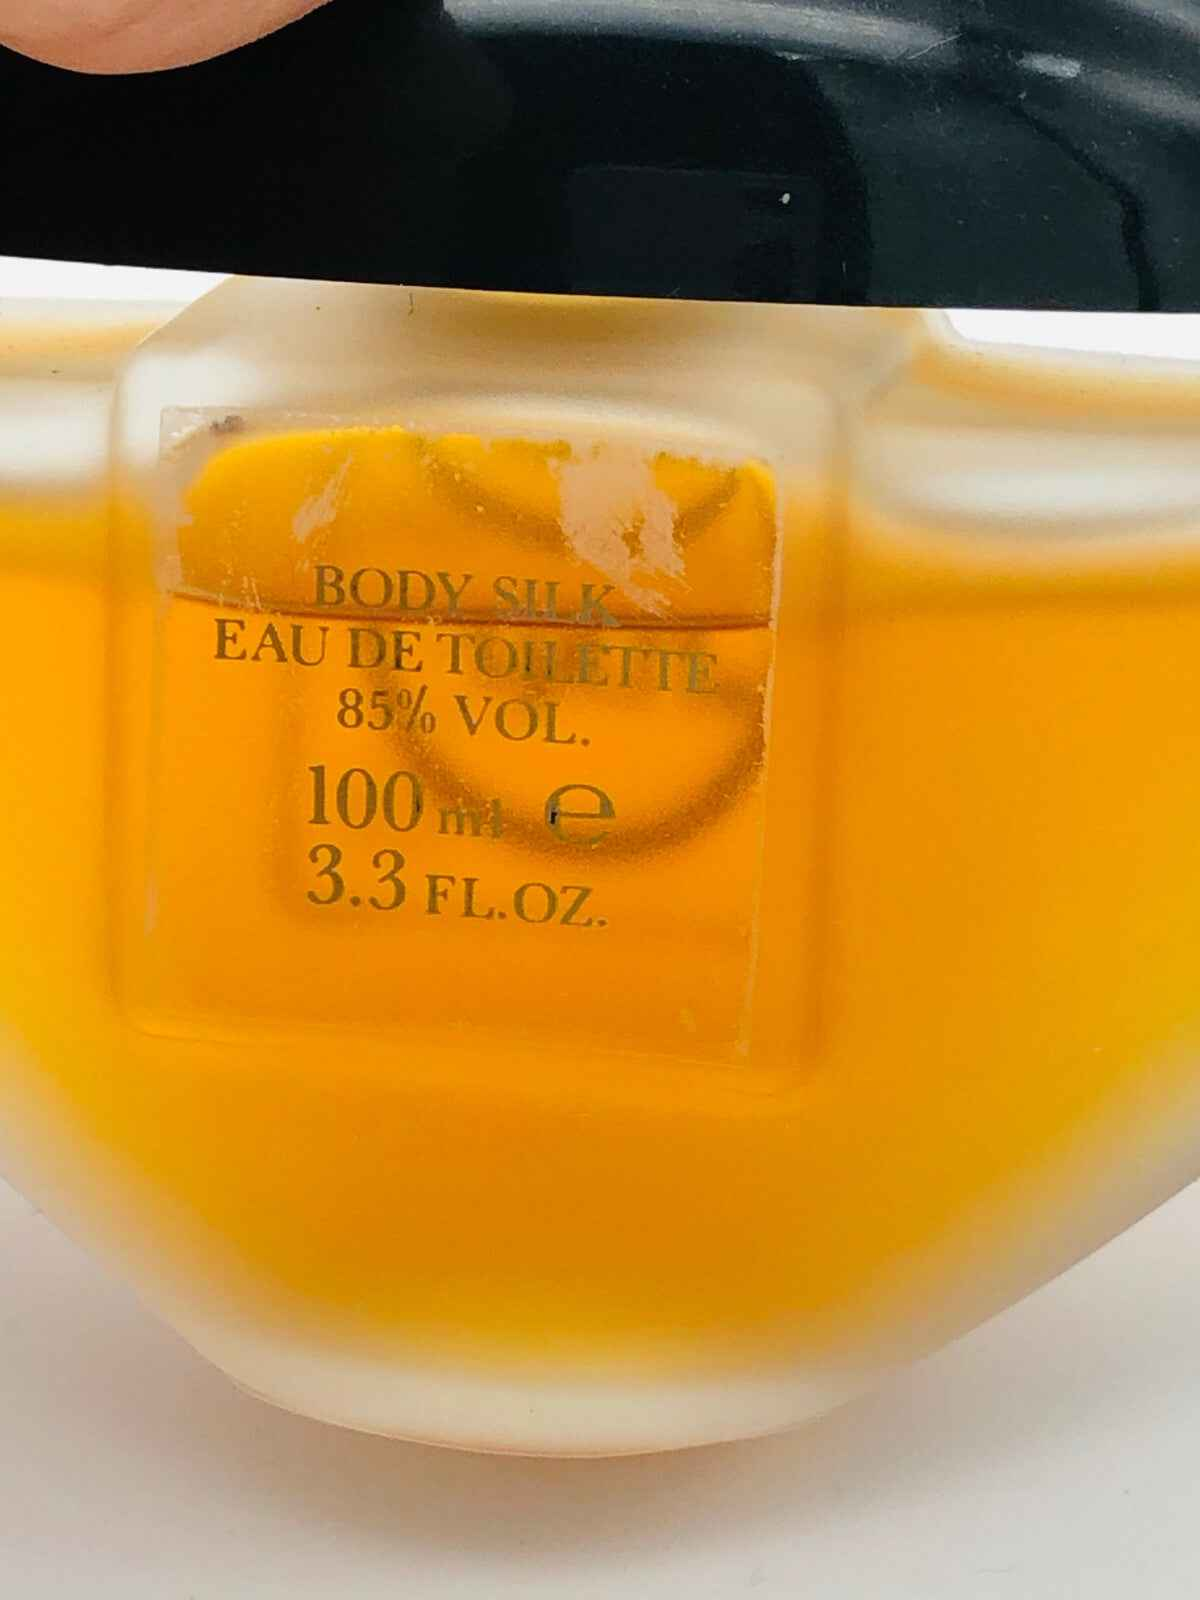 BODY SILK
EAU DE TOILETTE
85% VOL.
100 ml e
3.3 FL.OZ.